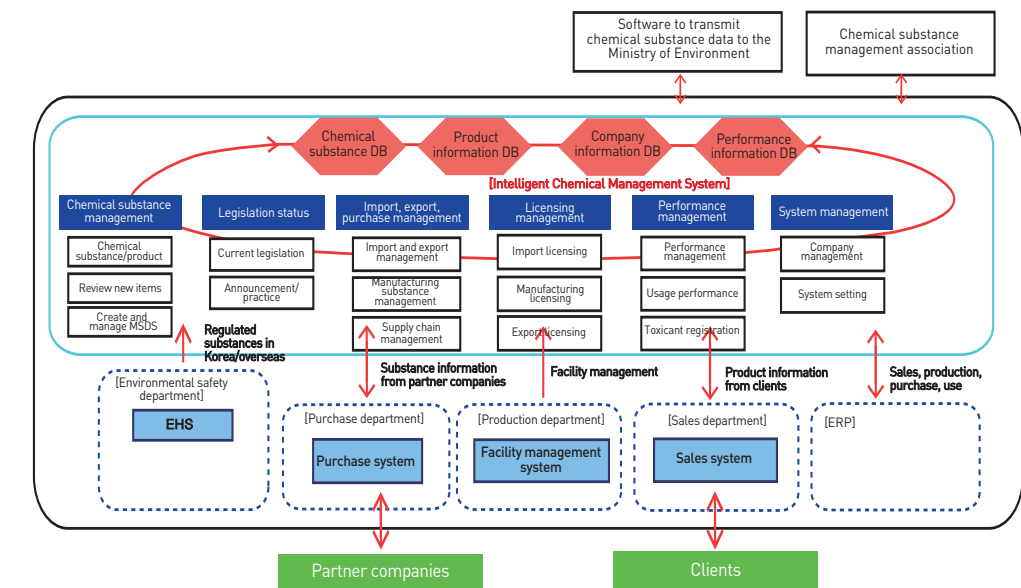 Software to transmit
chemical substance data to the
Ministry of Environment
Chemical substance
management association
Chemical
substance DB
Product
information DB
Company
information DB
Performance
information DB
[Intelligent Chemical Management System]
Chemical substance
management
Legislation status
Import, export,
purchase management
Licensing
management
Performance
management
System management
Chemical
substance/product
Review new items
Create and
manage MSDS
Current legislation
Announcement/
practice
Import and export
management
Manufacturing
substance
management
Supply chain
management
Import licensing
Manufacturing
licensing
Export licensing
Performance
management
Usage performance
Toxicant registration
Company
management
System setting
Regulated
substances in
Korea/overseas
Substance information
from partner companies
Facility management
Product information
from clients
Sales, production,
purchase, use
[Environmental safety
department]
EHS
[Purchase department]
Purchase system
[Production department]
Facility management
system
[Sales department]
Sales system
[ERP]
Partner companies
Clients